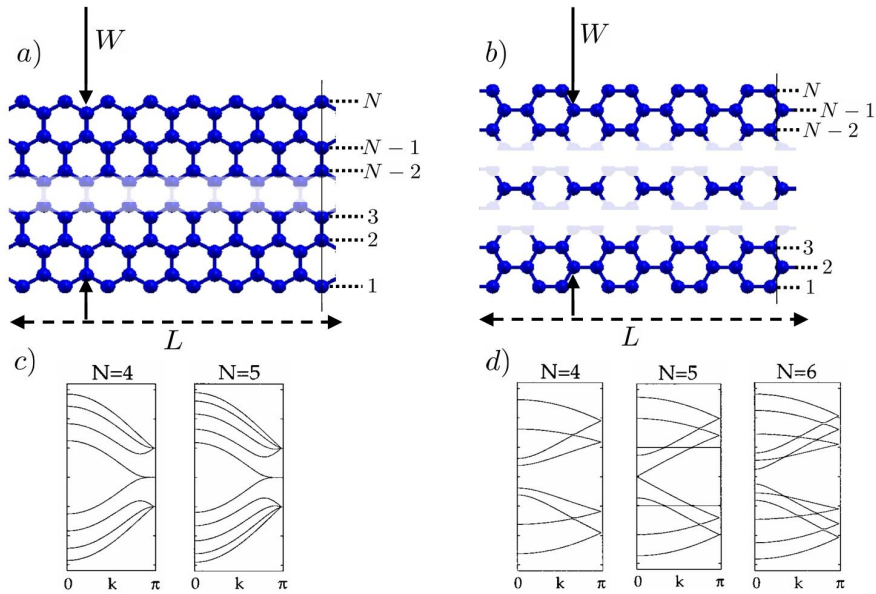 a)
W
N
N − 1
N − 2
3
2
1
L
b)
W
N
N − 1
N − 2
3
2
1
L
c)
N=4
N=5
0 k π
0 k π
d)
N=4
N=5
N=6
0 k π
0 k π
0 k π